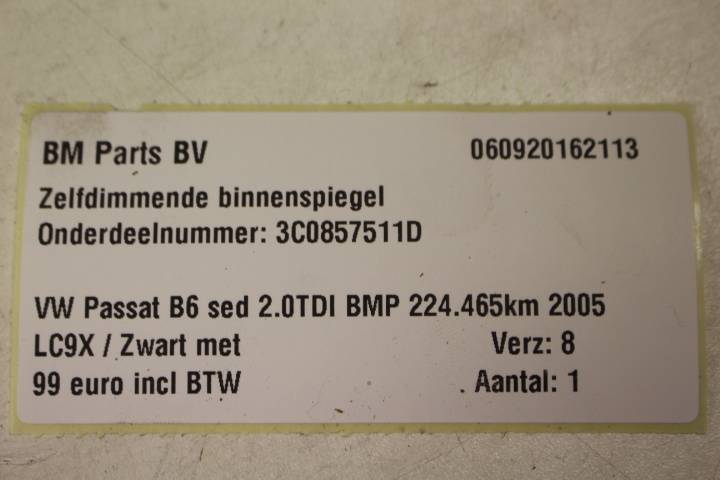 BM Parts BV 060920162113
Zelfdimmende binnenspiegel
Onderdeelnummer: 3C0857511D
VW Passat B6 sed 2.0TDI BMP 224.465km 2005
LC9X / Zwart met Verz: 8
99 euro incl BTW Aantal: 1